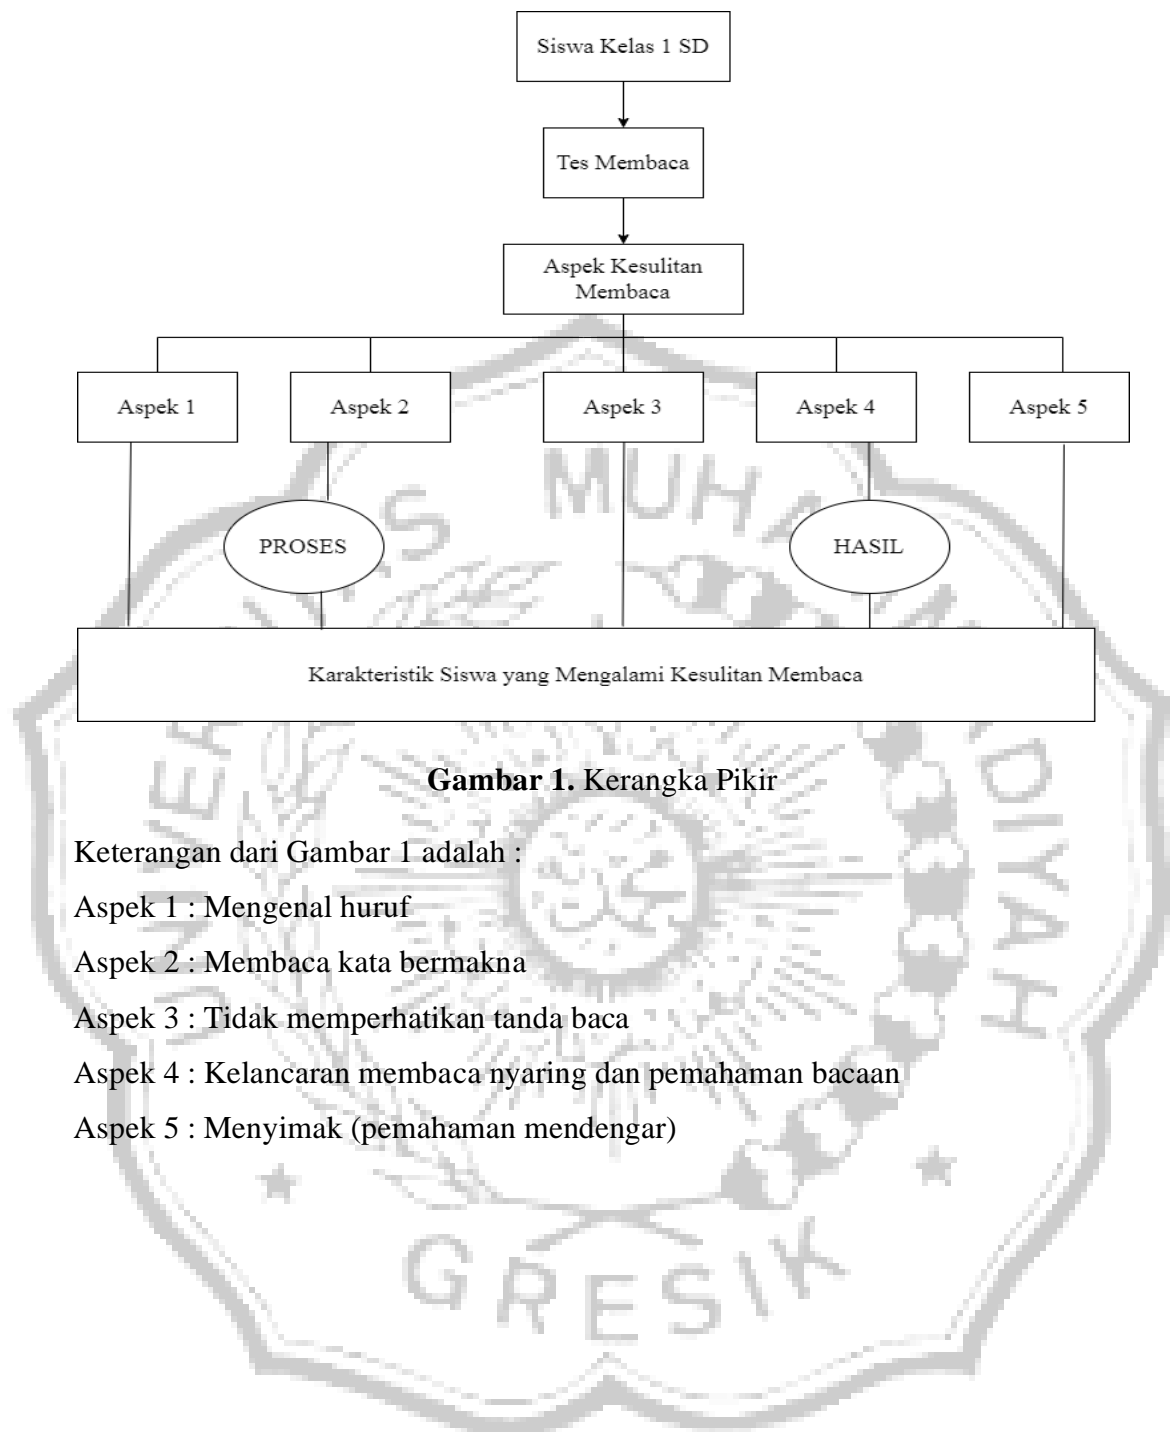 Siswa Kelas 1 SD
Tes Membaca
Aspek Kesulitan
Membaca
Aspek 1
Aspek 2
Aspek 3
Aspek 4
Aspek 5
PROSES
HASIL
Karakteristik Siswa yang Mengalami Kesulitan Membaca
Gambar 1. Kerangka Pikir
Keterangan dari Gambar 1 adalah :
Aspek 1 : Mengenal huruf
Aspek 2 : Membaca kata bermakna
Aspek 3 : Tidak memperhatikan tanda baca
Aspek 4 : Kelancaran membaca nyaring dan pemahaman bacaan
Aspek 5 : Menyimak (pemahaman mendengar)
GRESIK